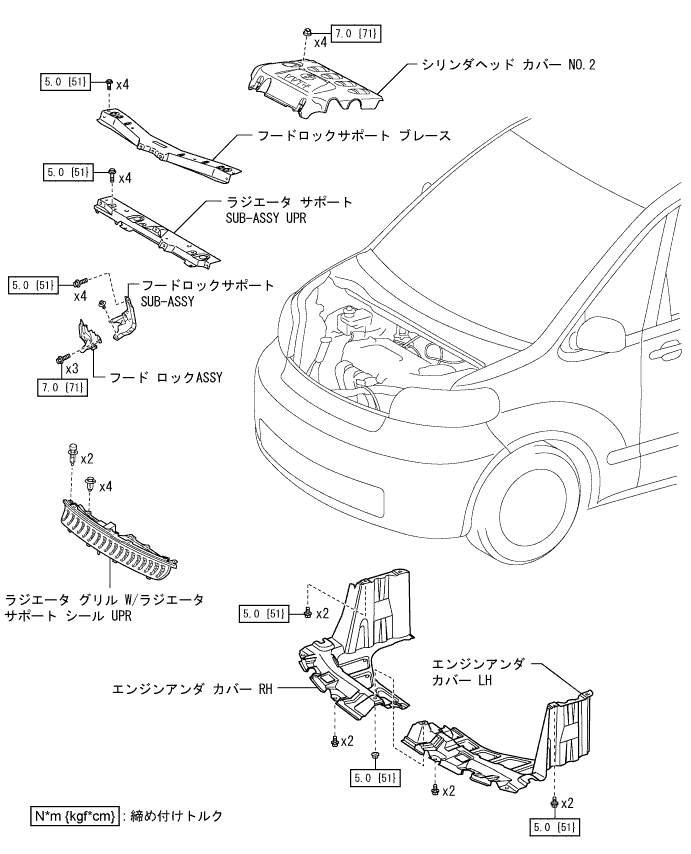 7.0 {71}
x4
シリンダヘッド カバー NO.2
5.0 {51}
x4
フードロックサポート ブレース
5.0 {51}
x4
ラジエータ サポート
SUB-ASSY UPR
フードロックサポート
SUB-ASSY
5.0 {51}
x4
x3
フード ロックASSY
7.0 {71}
x2
x4
ラジエータ グリル W/ラジエータ
サポート シール UPR
5.0 {51}
x2
エンジンアンダ
カバー LH
エンジンアンダ カバー RH
x2
5.0 {51}
x2
x2
5.0 {51}
N*m {kgf*cm} : 締め付けトルク